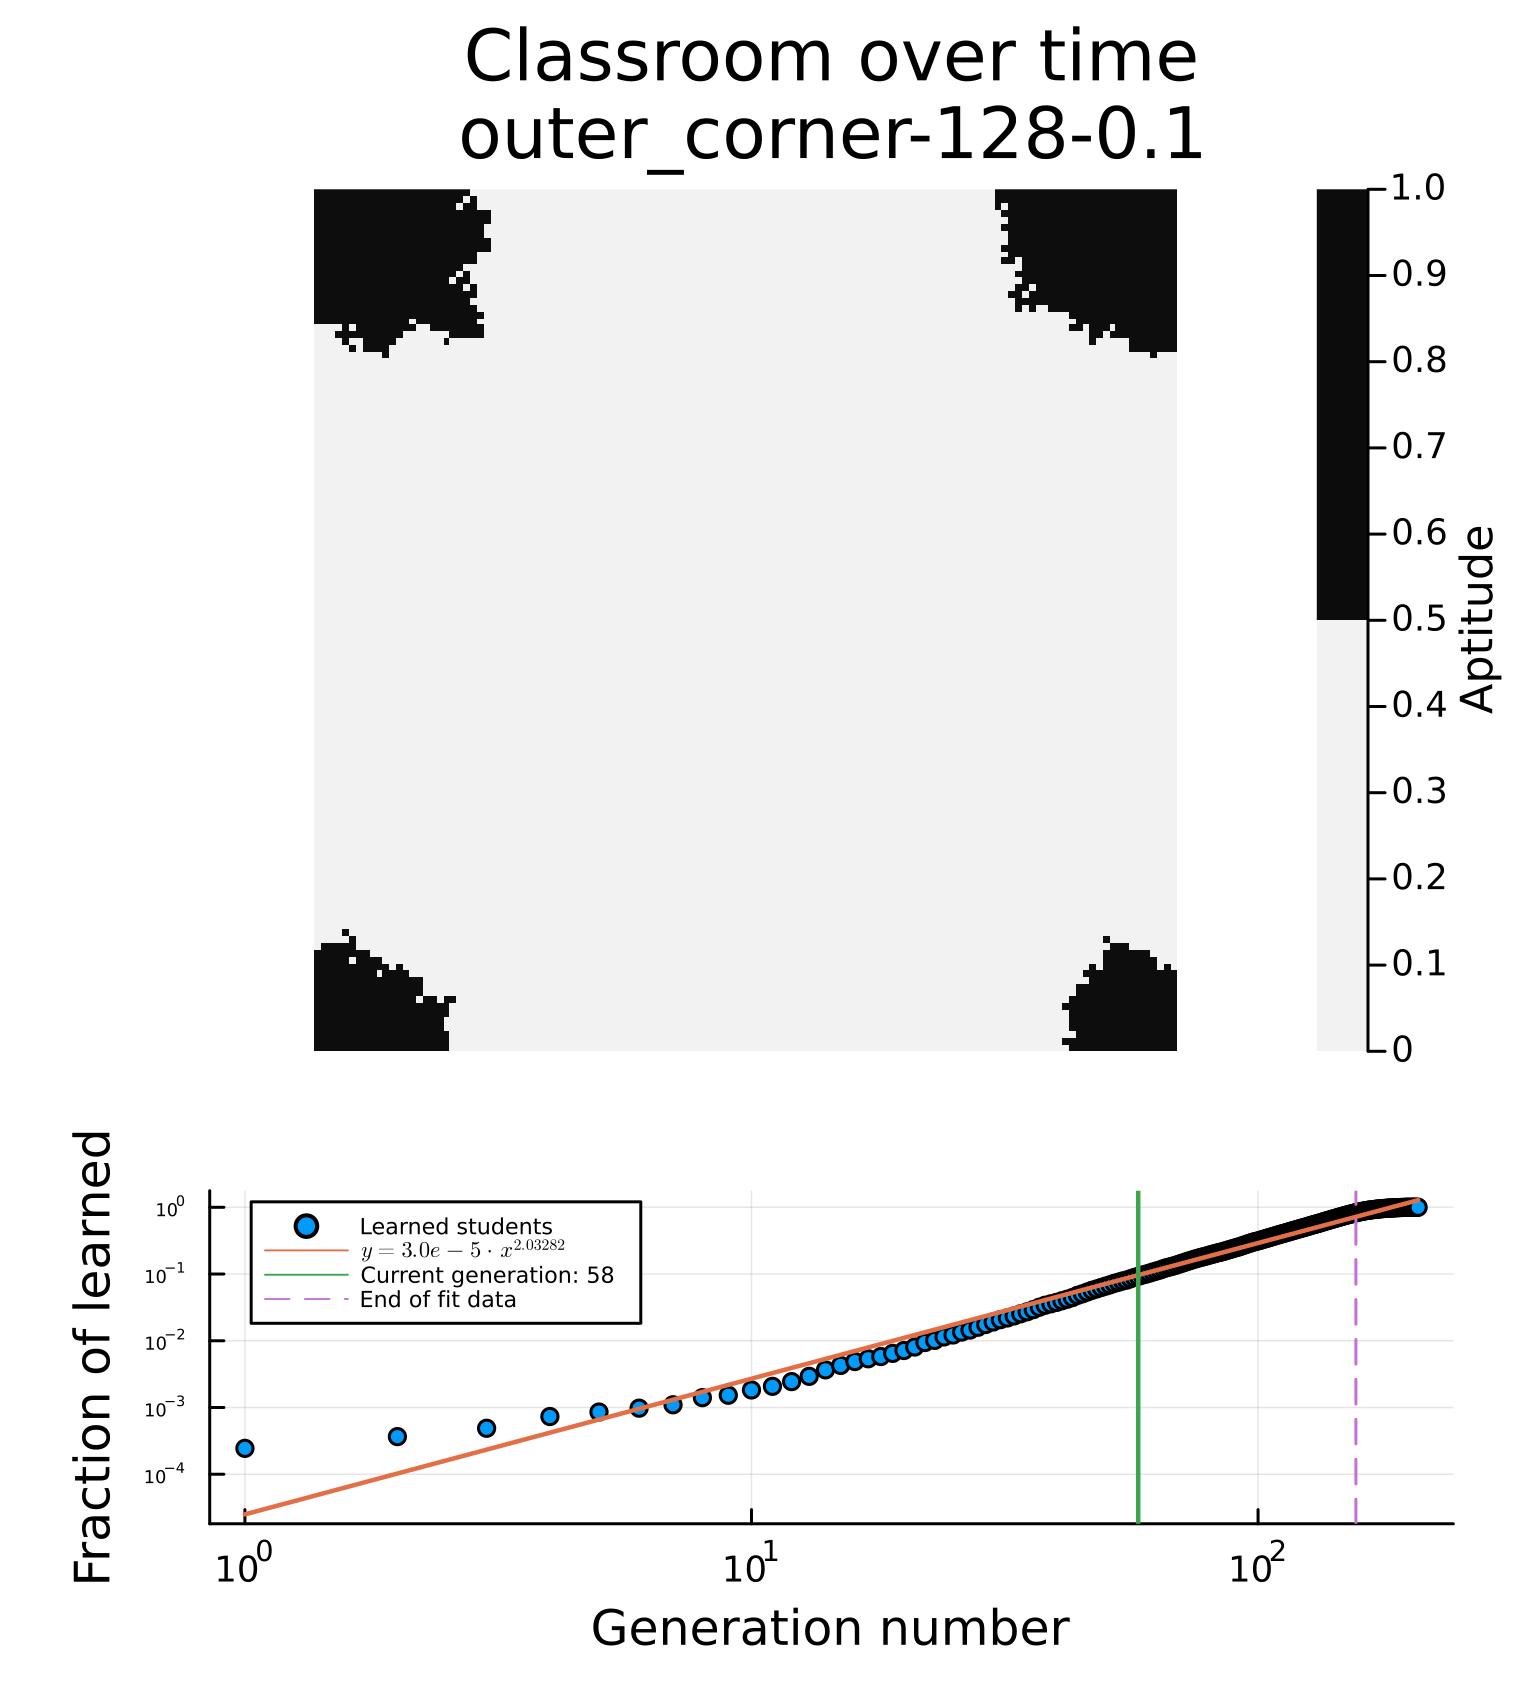 Classroom over time
outer_corner-128-0.1
1.0
0.9
0.8
0.7
0.6
0.5
0.4
0.3
0.2
0.1
0
Aptitude
Fraction of learned
10⁰
10⁻¹
10⁻²
10⁻³
10⁻⁴
Learned students
y = 3.0e − 5 · x^2.03282
Current generation: 58
End of fit data
10⁰ 10¹ 10²
Generation number